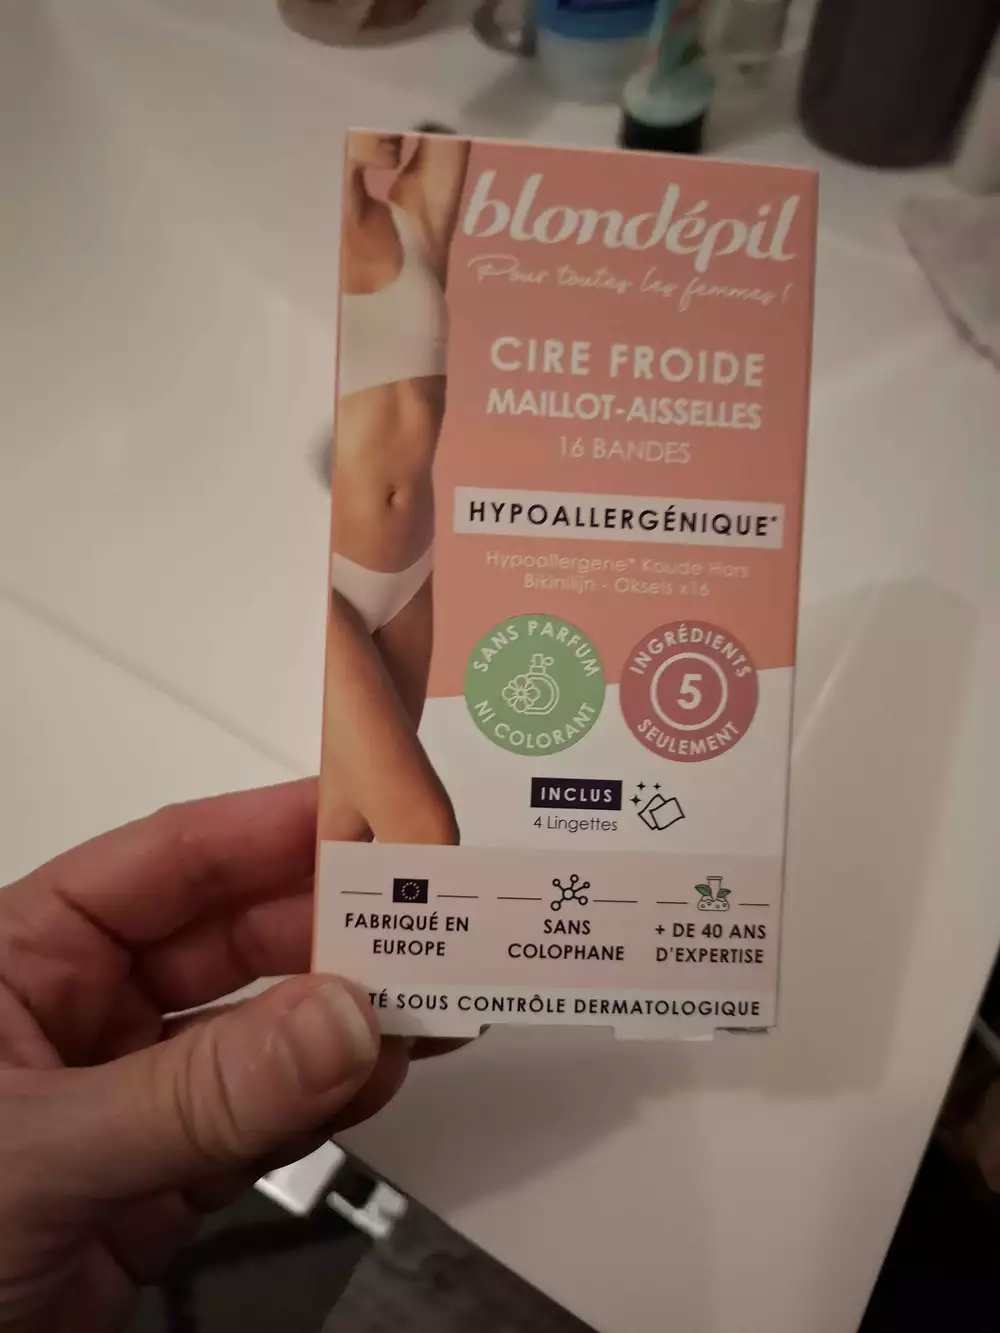 blondépil
Pour toutes les femmes !
CIRE FROIDE
MAILLOT-AISSELLES
16 BANDES
HYPOALLERGÉNIQUE*
Hypoallergene* Koude Hars
Bikinilijn - Oksels x16
SANS PARFUM
NI COLORANT
INGRÉDIENTS
5
SEULEMENT
INCLUS
4 Lingettes
FABRIQUÉ EN
EUROPE
SANS
COLOPHANE
+ DE 40 ANS
D'EXPERTISE
TÉ SOUS CONTRÔLE DERMATOLOGIQUE